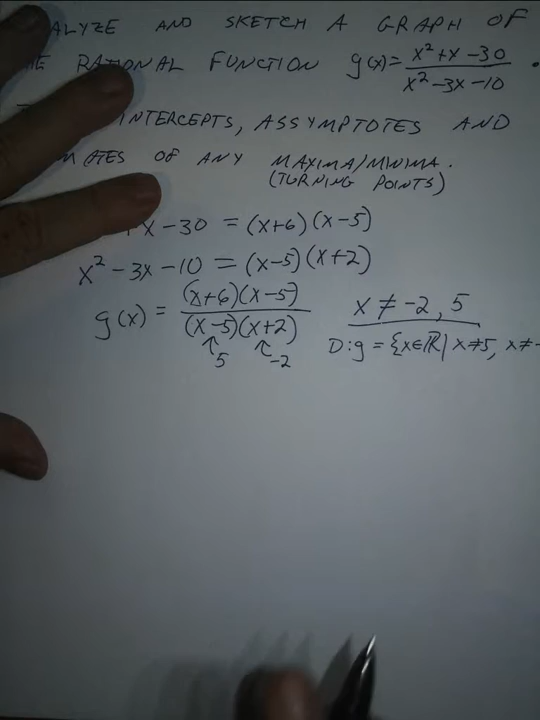 ALYZE AND SKETCH A GRAPH OF
RATIONAL FUNCTION g(x) = x² + x - 30 / x² - 3x - 10 .
INTERCEPTS, ASSYMPTOTES AND
OF ANY MAXIMA/MINIMA.
(TURNING POINTS)
x - 30 = (x+6)(x-5)
x² - 3x - 10 = (x-5)(x+2)
g(x) = (x+6)(x-5) / (x-5)(x+2) x ≠ -2, 5
↑5 ↑-2 D:g = {x∈ℝ | x≠5, x≠-